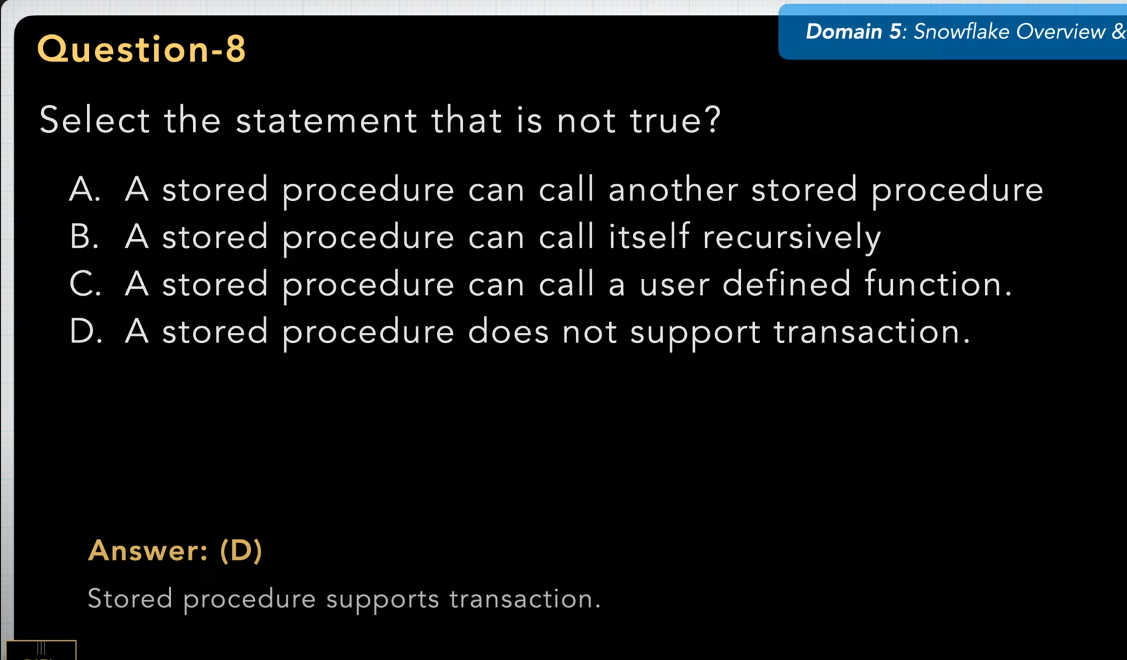 Domain 5: Snowflake Overview &
Question-8
Select the statement that is not true?
A. A stored procedure can call another stored procedure
B. A stored procedure can call itself recursively
C. A stored procedure can call a user defined function.
D. A stored procedure does not support transaction.
Answer: (D)
Stored procedure supports transaction.